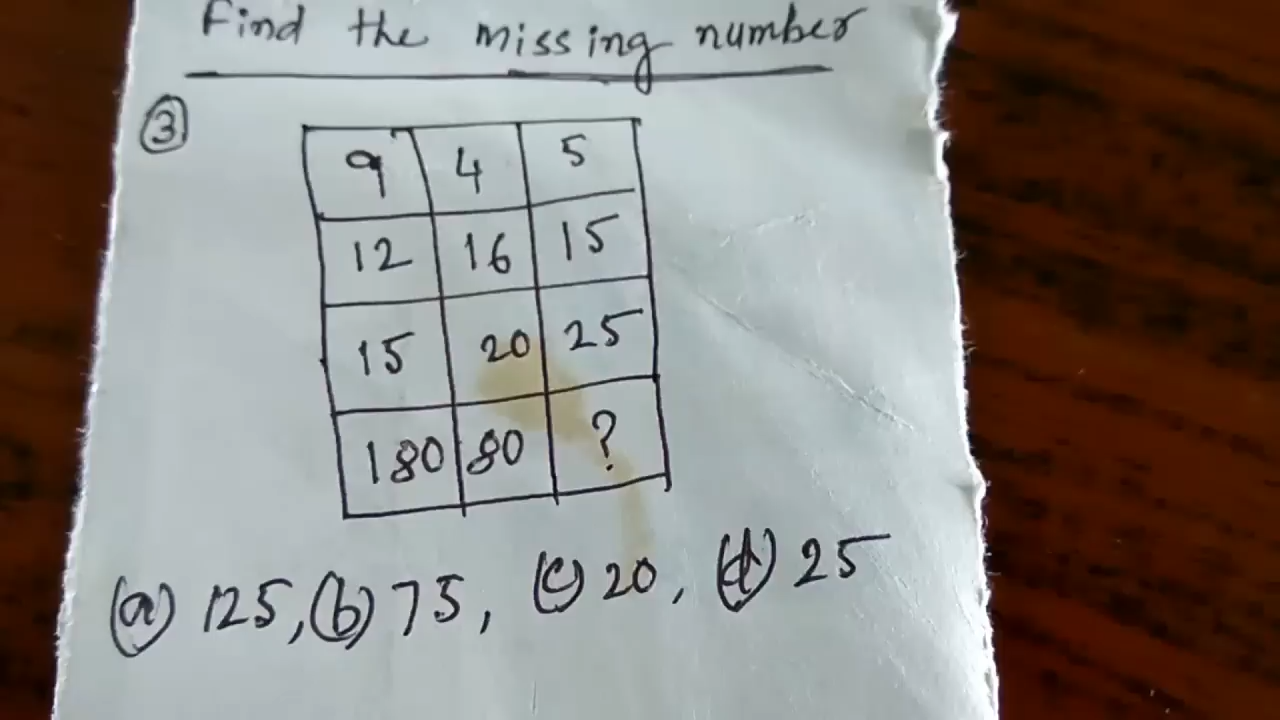 Find the missing number
3
9 4 5
12 16 15
15 20 25
180 80 ?
(a) 125, (b) 75, (c) 20, (d) 25